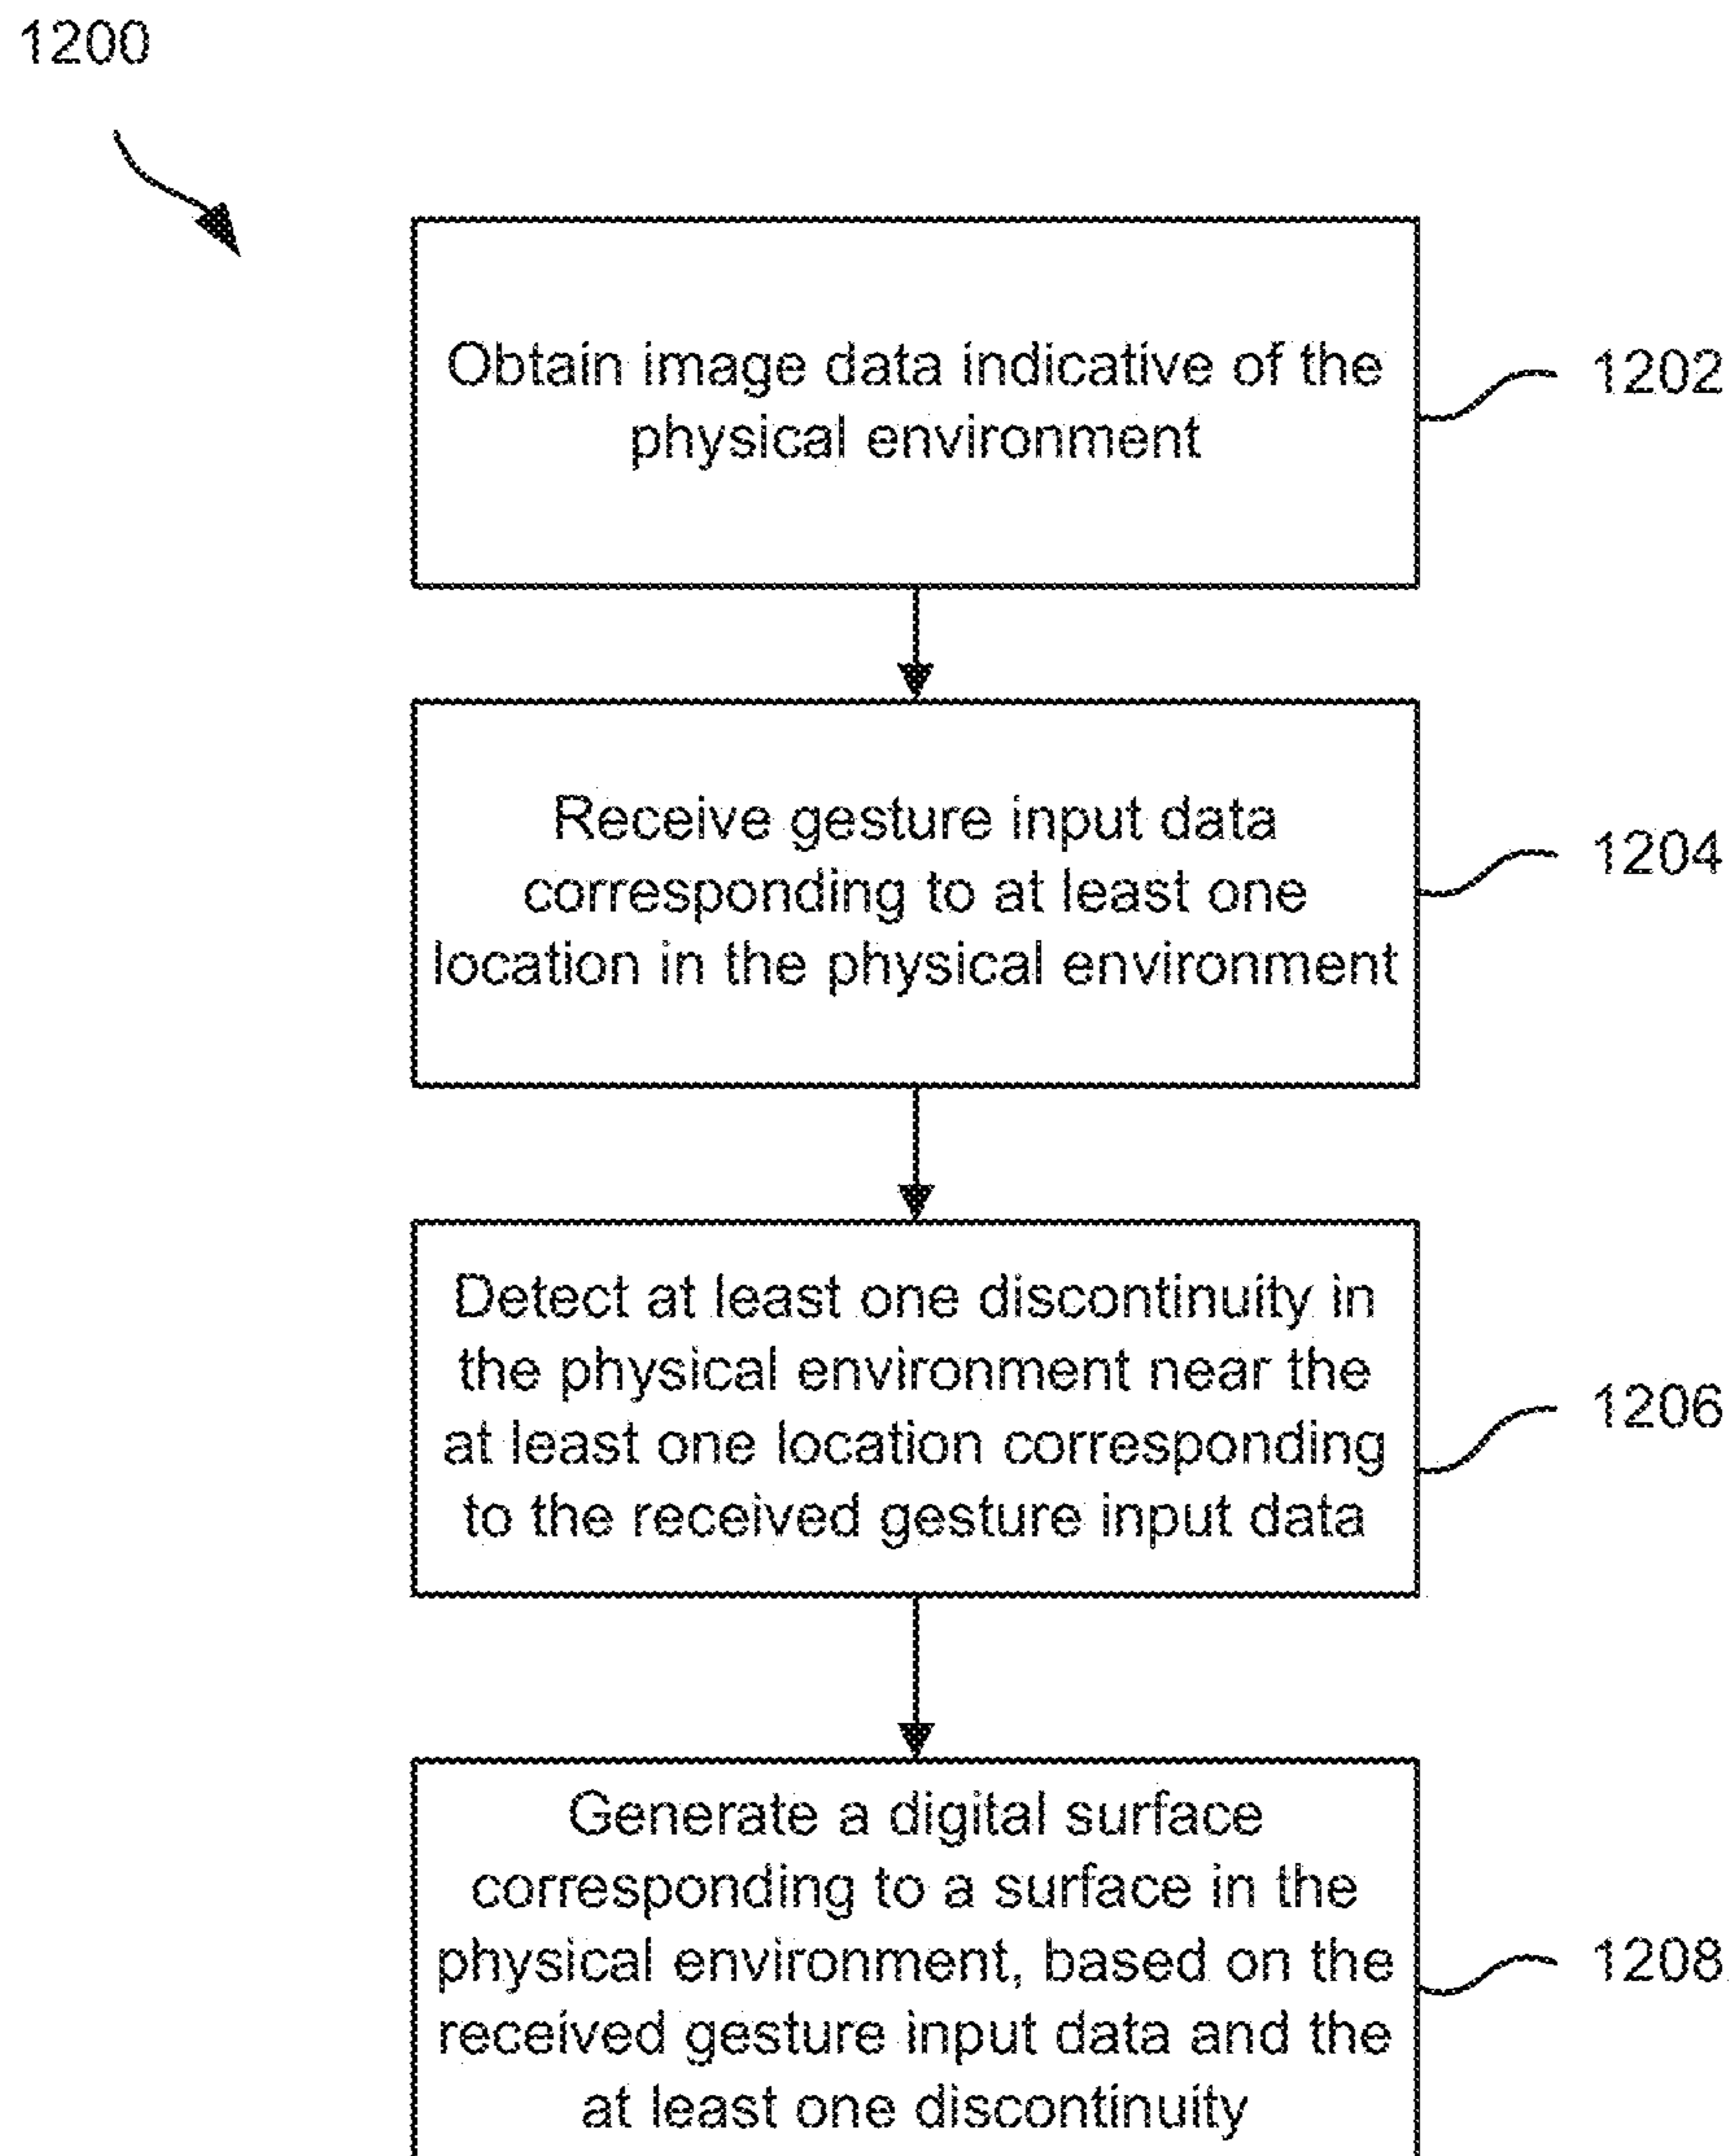 1200
Obtain image data indicative of the
physical environment
1202
Receive gesture input data
corresponding to at least one
location in the physical environment
1204
Detect at least one discontinuity in
the physical environment near the
at least one location corresponding
to the received gesture input data
1206
Generate a digital surface
corresponding to a surface in the
physical environment, based on the
received gesture input data and the
at least one discontinuity
1208